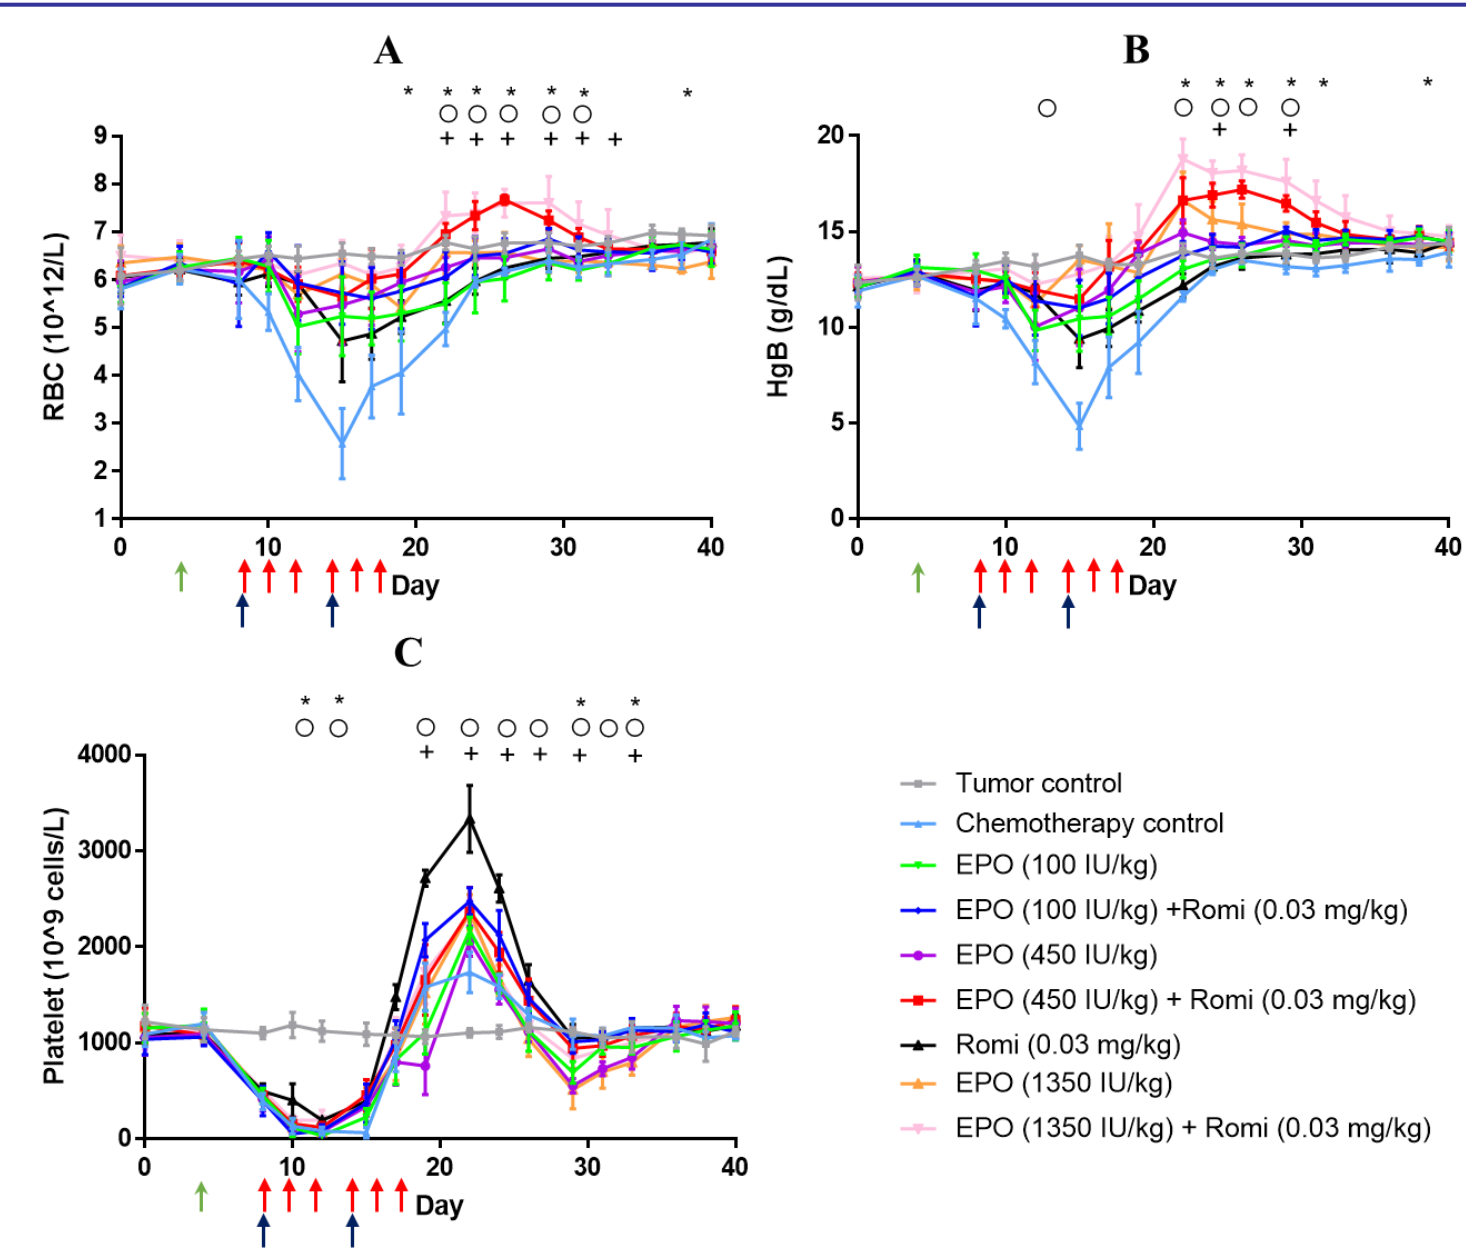 A
B
* * * * * * *
* * * * * *
○ ○ ○ ○ ○
○ ○ ○ ○ ○
+ + + + + +
+ +
9
8
7
6
5
4
3
2
1
RBC (10^12/L)
0 10 20 30 40
Day
20
15
10
5
0
HgB (g/dL)
0 10 20 30 40
Day
C
* * * *
○ ○ ○ ○ ○ ○ ○ ○ ○
+ + + + + +
4000
3000
2000
1000
0
Platelet (10^9 cells/L)
0 10 20 30 40
Day
Tumor control
Chemotherapy control
EPO (100 IU/kg)
EPO (100 IU/kg) +Romi (0.03 mg/kg)
EPO (450 IU/kg)
EPO (450 IU/kg) + Romi (0.03 mg/kg)
Romi (0.03 mg/kg)
EPO (1350 IU/kg)
EPO (1350 IU/kg) + Romi (0.03 mg/kg)